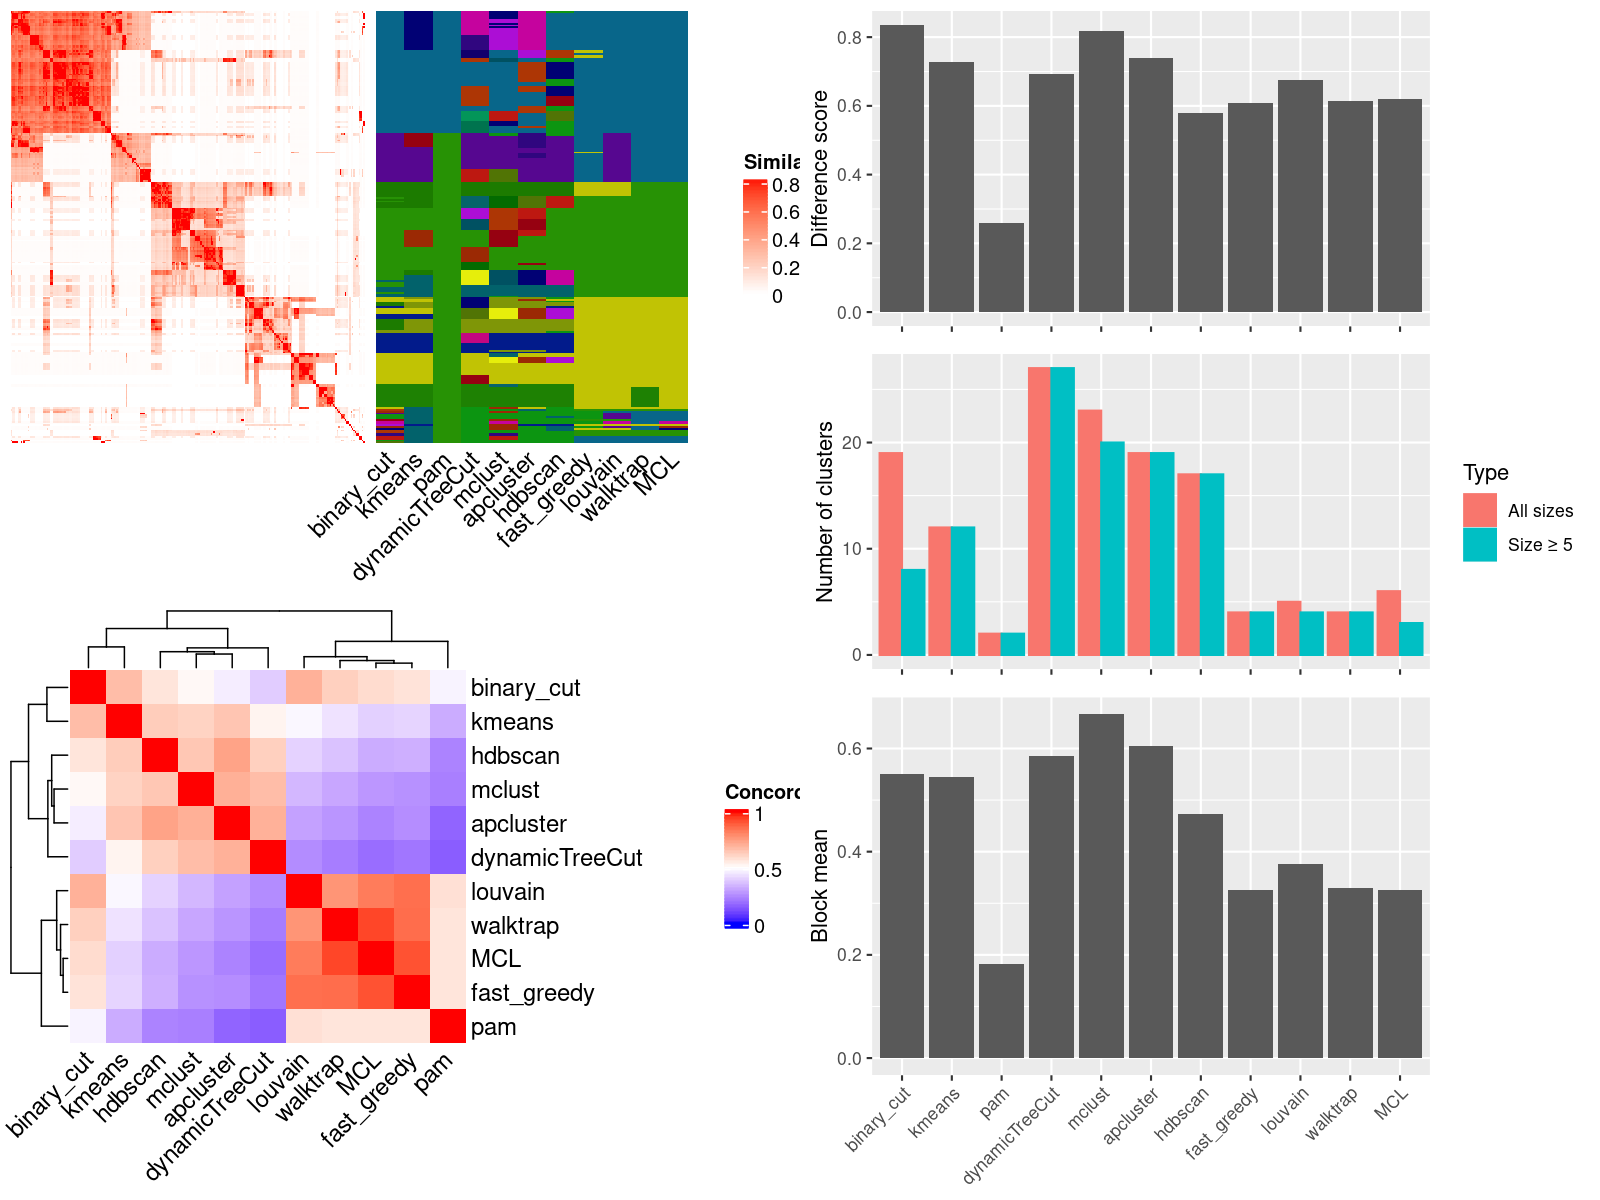 Simila
0.8
0.6
0.4
0.2
0
binary_cut
kmeans
pam
dynamicTreeCut
mclust
apcluster
hdbscan
fast_greedy
louvain
walktrap
MCL
binary_cut
kmeans
hdbscan
mclust
apcluster
dynamicTreeCut
louvain
walktrap
MCL
fast_greedy
pam
binary_cut
kmeans
hdbscan
mclust
apcluster
dynamicTreeCut
louvain
walktrap
MCL
fast_greedy
pam
Concord
1
0.5
0
Difference score
0.8
0.6
0.4
0.2
0.0
Number of clusters
20
10
0
Type
All sizes
Size ≥ 5
Block mean
0.6
0.4
0.2
0.0
binary_cut
kmeans
pam
dynamicTreeCut
mclust
apcluster
hdbscan
fast_greedy
louvain
walktrap
MCL